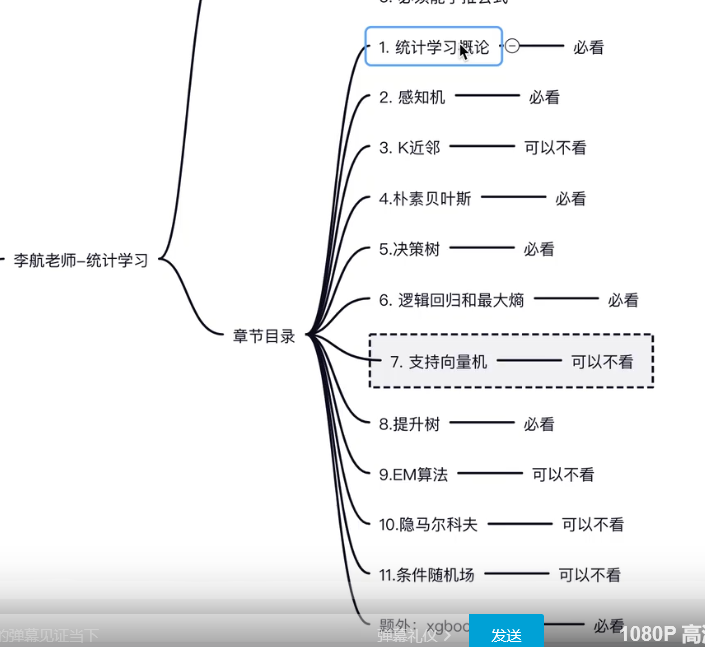 1. 统计学习概论 必看
2. 感知机 必看
3. K近邻 可以不看
4.朴素贝叶斯 必看
5.决策树 必看
李航老师–统计学习
6. 逻辑回归和最大熵 必看
章节目录
7. 支持向量机 可以不看
8.提升树 必看
9.EM算法 可以不看
10.隐马尔科夫 可以不看
11.条件随机场 可以不看
题外： 必看
的弹幕见证当下 弹幕礼仪 发送 1080P 高